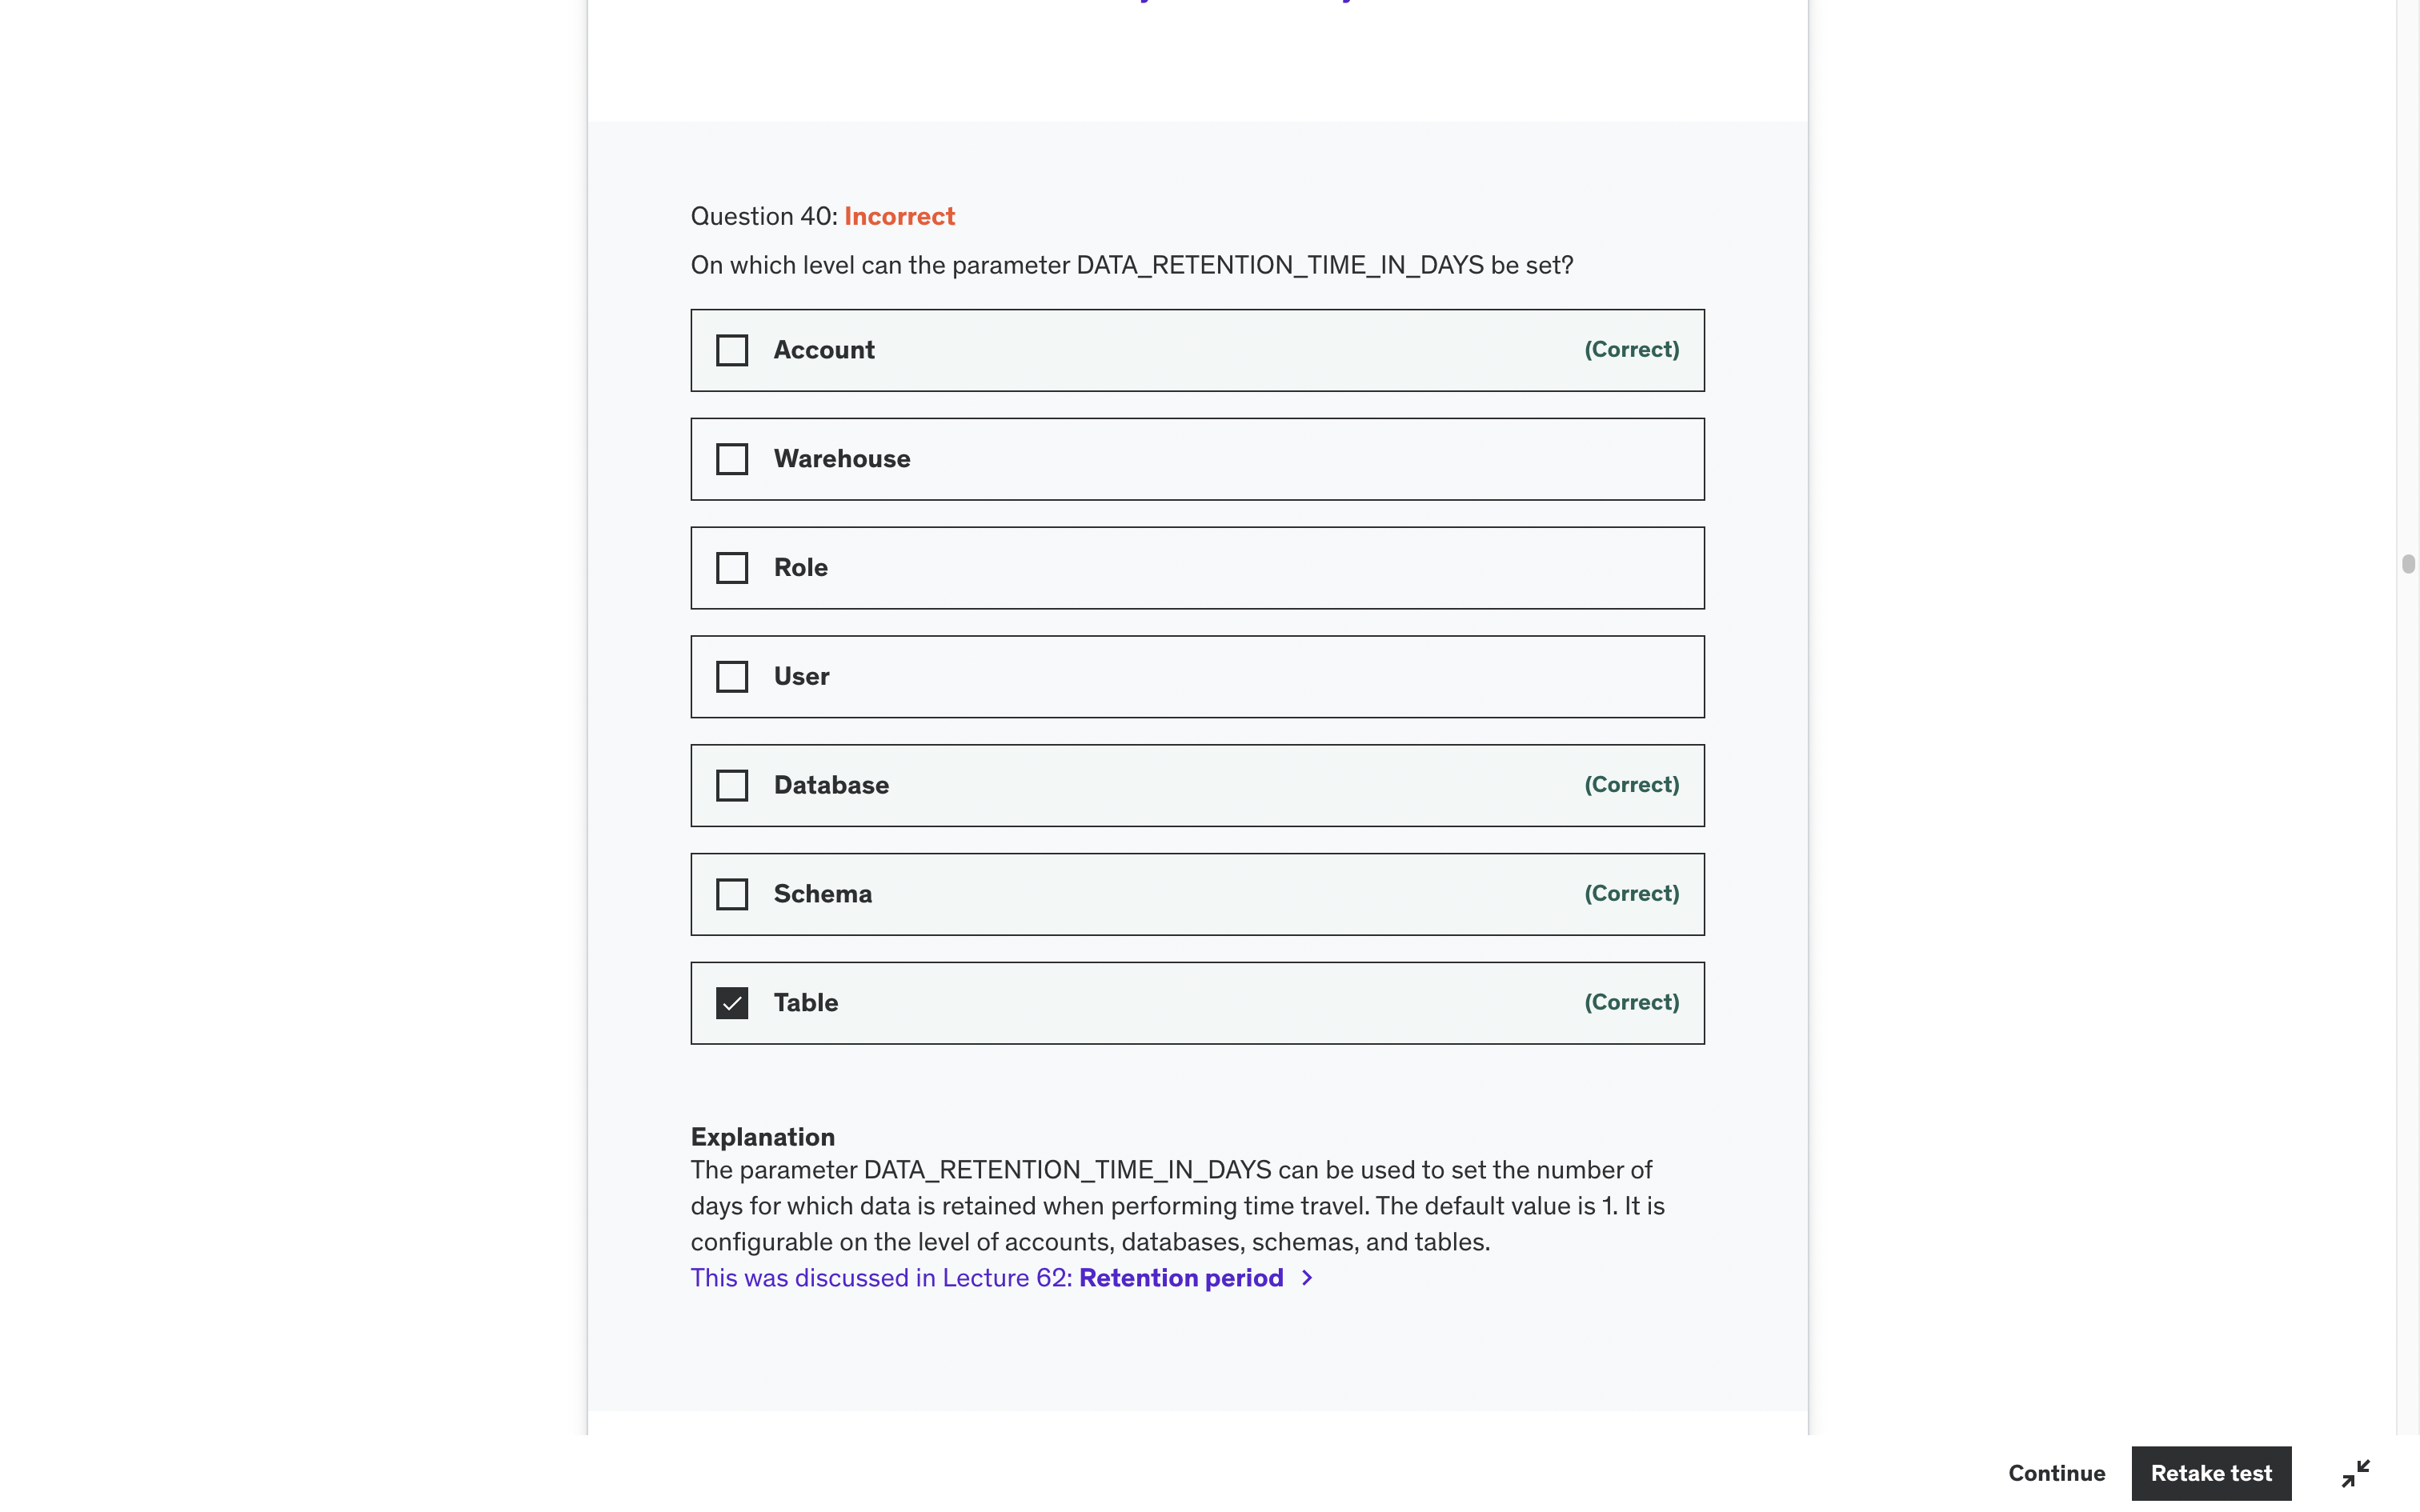 Question 40: Incorrect
On which level can the parameter DATA_RETENTION_TIME_IN_DAYS be set?
Account (Correct)
Warehouse
Role
User
Database (Correct)
Schema (Correct)
Table (Correct)
Explanation
The parameter DATA_RETENTION_TIME_IN_DAYS can be used to set the number of
days for which data is retained when performing time travel. The default value is 1. It is
configurable on the level of accounts, databases, schemas, and tables.
This was discussed in Lecture 62: Retention period
Continue Retake test